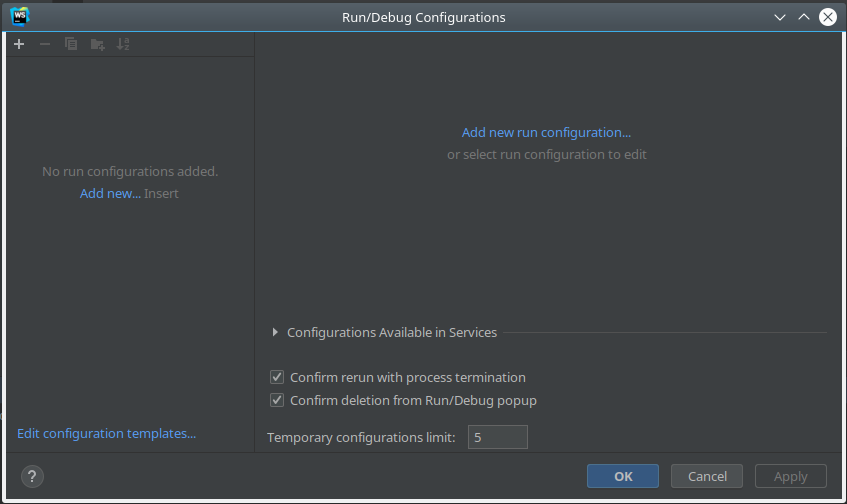 WS
Run/Debug Configurations
No run configurations added.
Add new... Insert
Add new run configuration...
or select run configuration to edit
Configurations Available in Services
Confirm rerun with process termination
Confirm deletion from Run/Debug popup
Edit configuration templates...
Temporary configurations limit: 5
? OK Cancel Apply